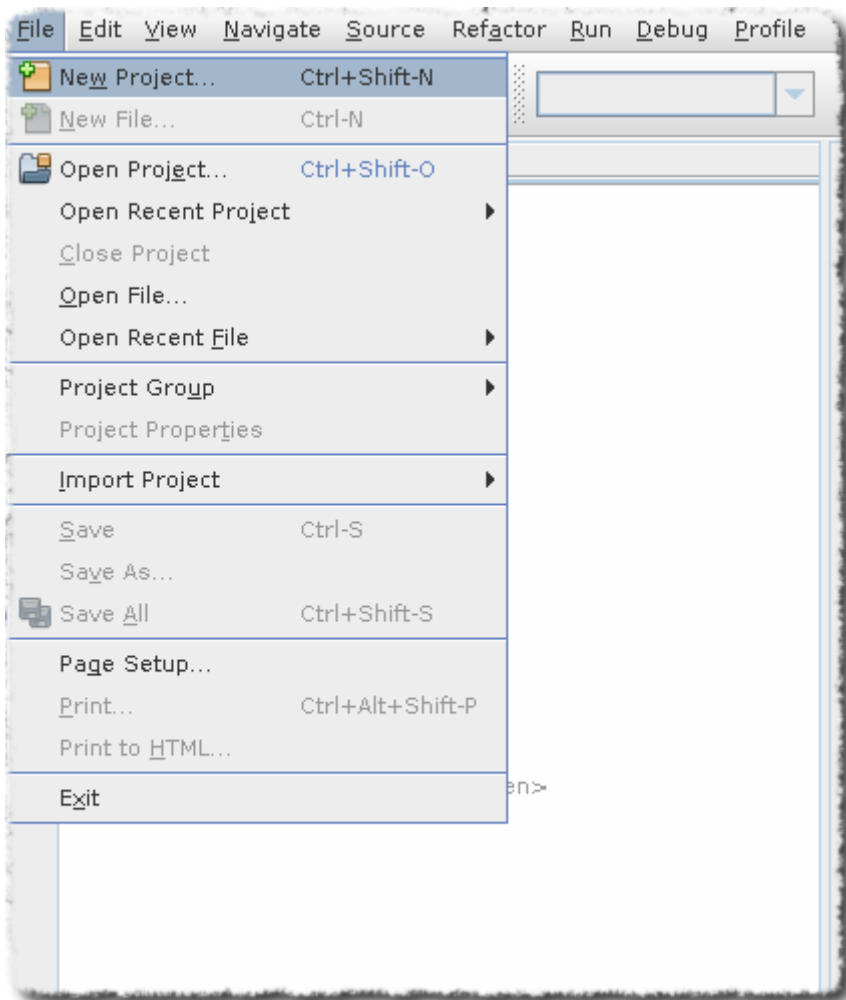 File Edit View Navigate Source Refactor Run Debug Profile
New Project... Ctrl+Shift-N
New File... Ctrl-N
Open Project... Ctrl+Shift-O
Open Recent Project
Close Project
Open File...
Open Recent File
Project Group
Project Properties
Import Project
Save Ctrl-S
Save As...
Save All Ctrl+Shift-S
Page Setup...
Print... Ctrl+Alt+Shift-P
Print to HTML...
en>
Exit